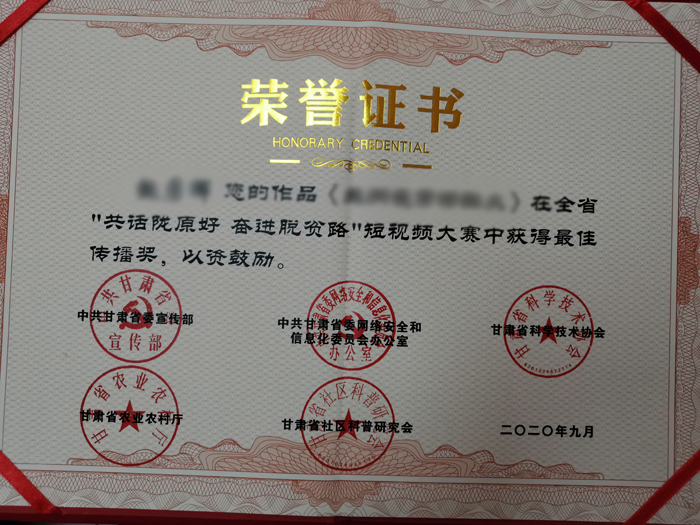 荣誉证书
HONORARY CREDENTIAL
您的作品《》在全省
"共话陇原好 奋进脱贫路"短视频大赛中获得最佳
传播奖，以资鼓励。
中共甘肃省委宣传部
中共甘肃省委网络安全和
信息化委员会办公室
甘肃省科学技术协会
甘肃省农业农村厅
甘肃省社区科普研究会
二〇二〇年九月